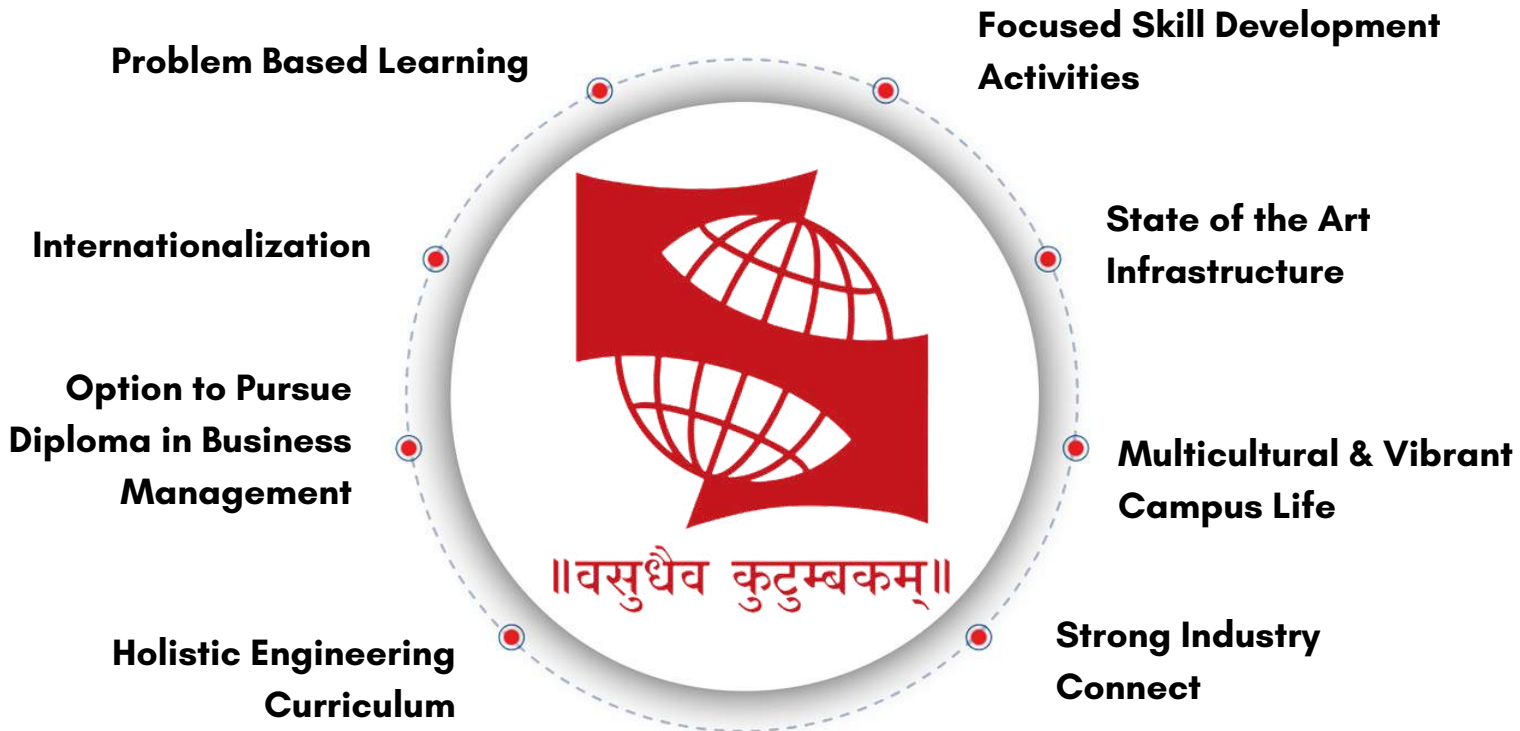 Problem Based Learning
Focused Skill Development
Activities
Internationalization
State of the Art
Infrastructure
Option to Pursue
Diploma in Business
Management
Multicultural & Vibrant
Campus Life
॥वसुधैव कुटुम्बकम्॥
Holistic Engineering
Curriculum
Strong Industry
Connect